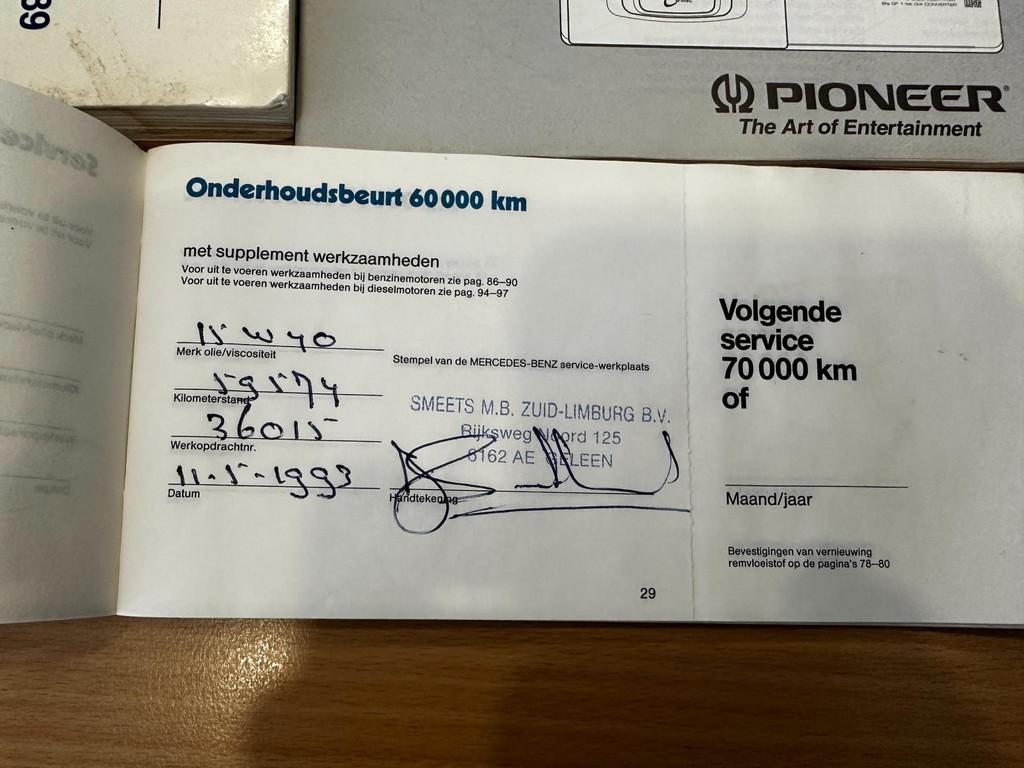 89
PIONEER
The Art of Entertainment
Service
Onderhoudsbeurt 60 000 km
met supplement werkzaamheden
Voor uit te voeren werkzaamheden bij benzinemotoren zie pag. 86–90
Voor uit te voeren werkzaamheden bij dieselmotoren zie pag. 94–97
15 W 40
Merk olie/viscositeit
59574
Kilometerstand
36015
Werkopdrachtnr.
11-5-1993
Datum
Stempel van de MERCEDES-BENZ service-werkplaats
SMEETS M.B. ZUID-LIMBURG B.V.
Rijksweg Noord 125
6162 AE GELEEN
Handtekening
29
Volgende
service
70 000 km
of
Maand/jaar
Bevestigingen van vernieuwing
remvloeistof op de pagina's 78–80